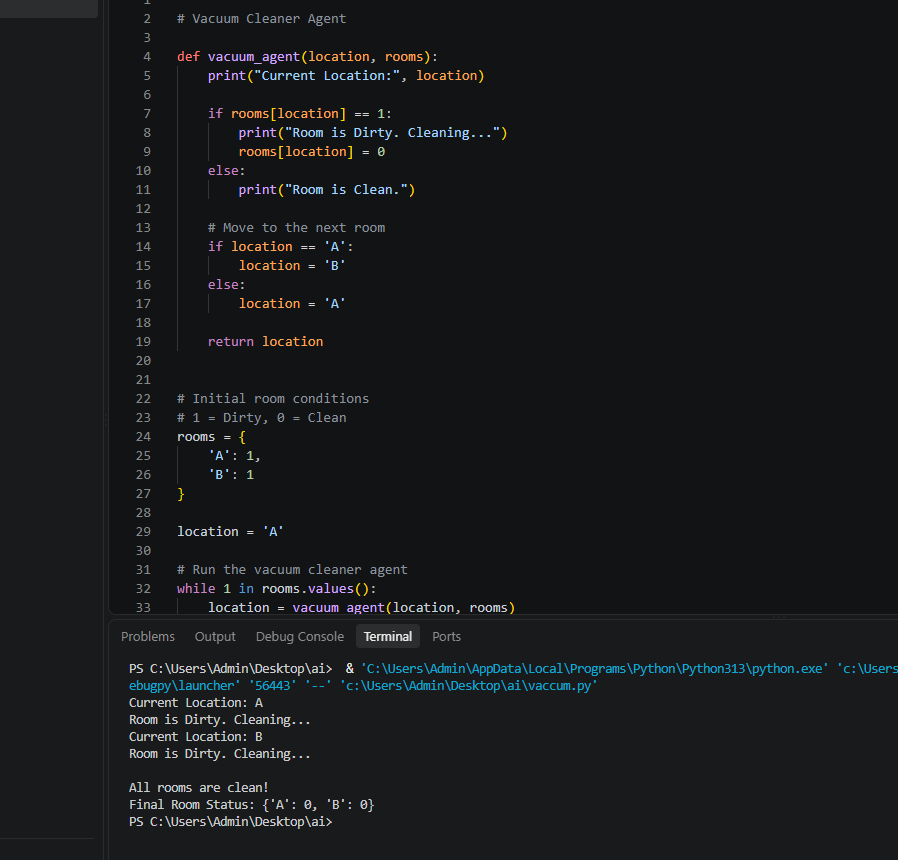 1
2 # Vacuum Cleaner Agent
3
4 def vacuum_agent(location, rooms):
5     print("Current Location:", location)
6
7     if rooms[location] == 1:
8         print("Room is Dirty. Cleaning...")
9         rooms[location] = 0
10     else:
11         print("Room is Clean.")
12
13     # Move to the next room
14     if location == 'A':
15         location = 'B'
16     else:
17         location = 'A'
18
19     return location
20
21
22 # Initial room conditions
23 # 1 = Dirty, 0 = Clean
24 rooms = {
25     'A': 1,
26     'B': 1
27 }
28
29 location = 'A'
30
31 # Run the vacuum cleaner agent
32 while 1 in rooms.values():
33     location = vacuum_agent(location, rooms)
Problems Output Debug Console Terminal Ports
PS C:\Users\Admin\Desktop\ai>  & 'C:\Users\Admin\AppData\Local\Programs\Python\Python313\python.exe' 'c:\Users
ebugpy\launcher' '56443' '--' 'c:\Users\Admin\Desktop\ai\vaccum.py'
Current Location: A
Room is Dirty. Cleaning...
Current Location: B
Room is Dirty. Cleaning...

All rooms are clean!
Final Room Status: {'A': 0, 'B': 0}
PS C:\Users\Admin\Desktop\ai>